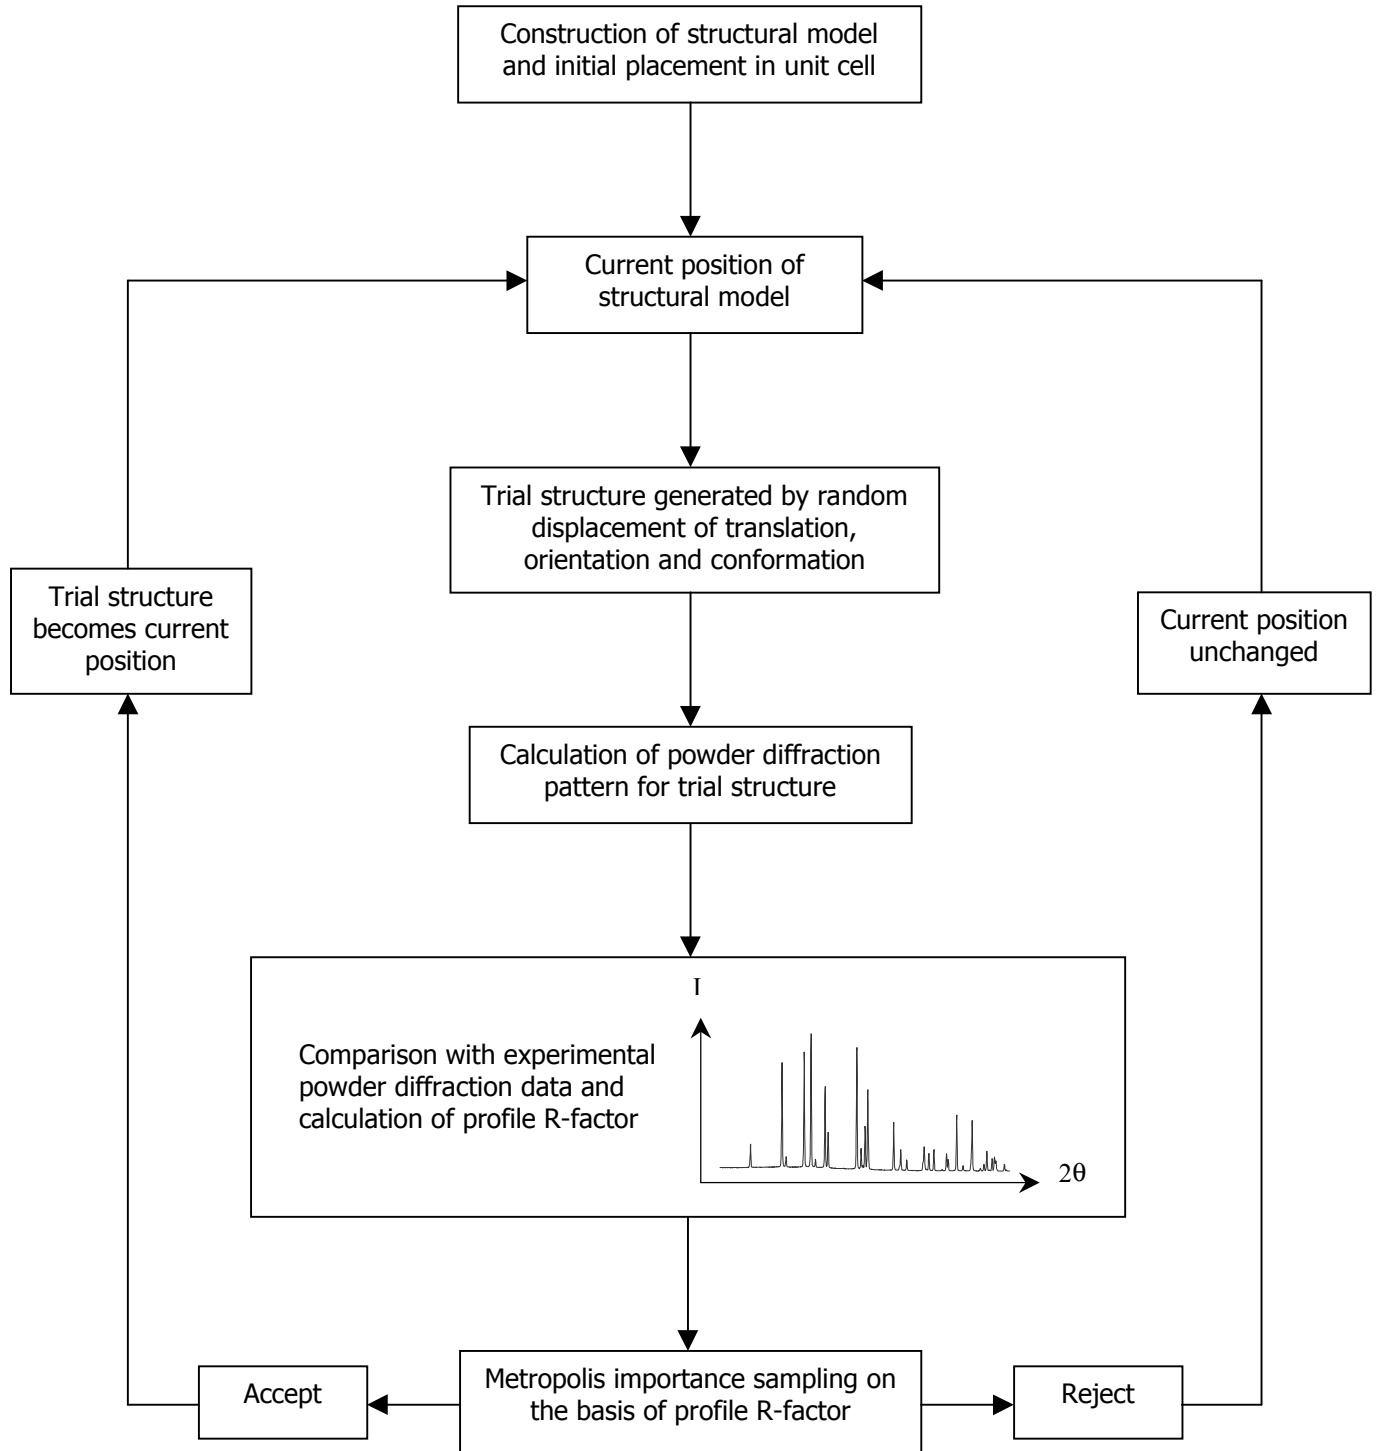 Construction of structural model
and initial placement in unit cell
Current position of
structural model
Trial structure generated by random
displacement of translation,
orientation and conformation
Trial structure
becomes current
position
Current position
unchanged
Calculation of powder diffraction
pattern for trial structure
I
Comparison with experimental
powder diffraction data and
calculation of profile R-factor
2θ
Accept
Metropolis importance sampling on
the basis of profile R-factor
Reject